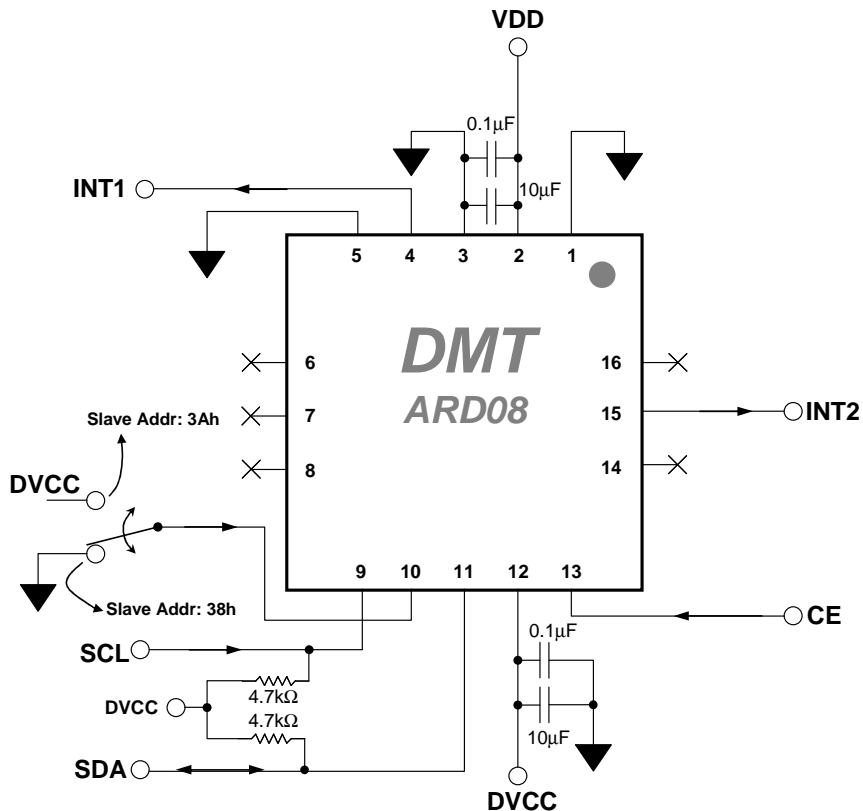 VDD
0.1μF
INT1
10μF
5 4 3 2 1
DMT
ARD08
6
16
7
15
INT2
8
14
Slave Addr: 3Ah
DVCC
Slave Addr: 38h
9 10 11 12 13
CE
SCL
0.1μF
4.7kΩ
DVCC
4.7kΩ
10μF
SDA
DVCC